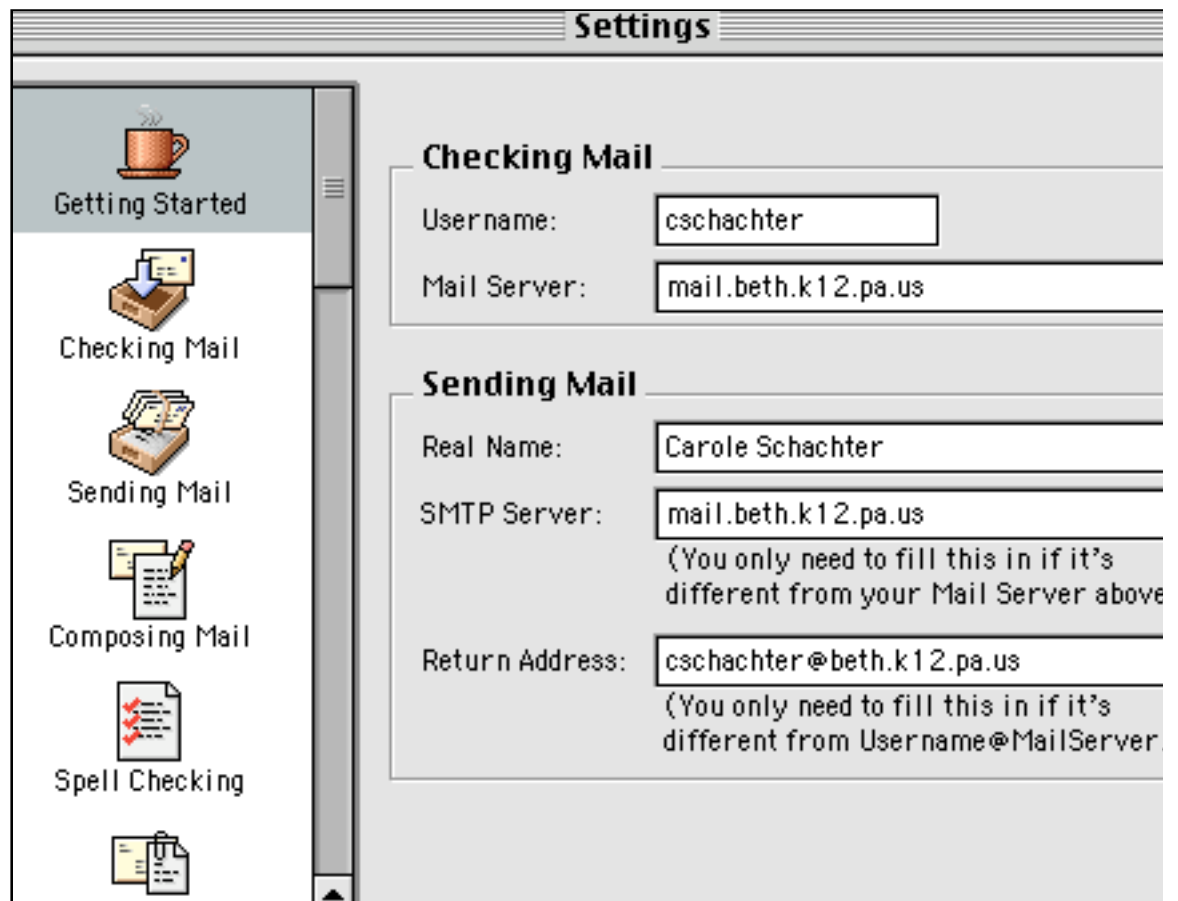 Settings
Getting Started
Checking Mail
Sending Mail
Composing Mail
Spell Checking
Checking Mail
Username: cschachter
Mail Server: mail.beth.k12.pa.us
Sending Mail
Real Name: Carole Schachter
SMTP Server: mail.beth.k12.pa.us
(You only need to fill this in if it's
different from your Mail Server above
Return Address: cschachter@beth.k12.pa.us
(You only need to fill this in if it's
different from Username@MailServer.